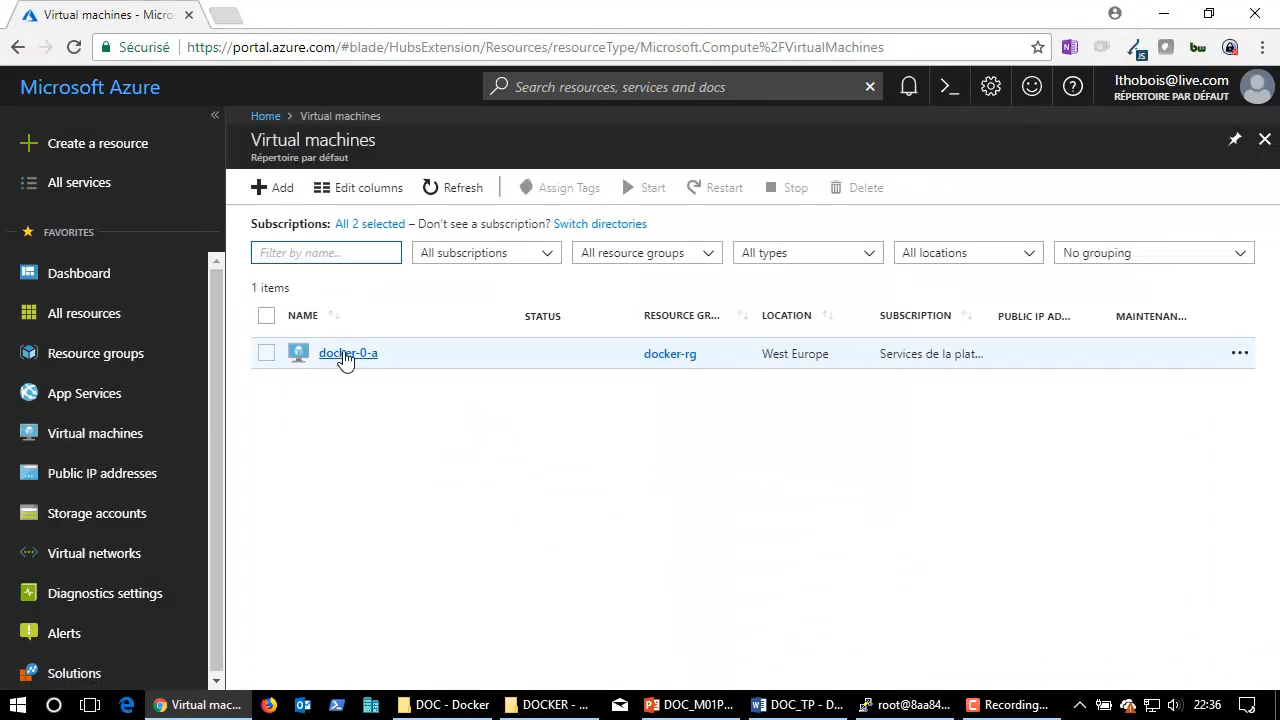 Virtual machines - Micro
Sécurisé
https://portal.azure.com/#blade/HubsExtension/Resources/resourceType/Microsoft.Compute%2FVirtualMachines
JS
bw
Microsoft Azure
Search resources, services and docs
lthobois@live.com
RÉPERTOIRE PAR DÉFAUT
Create a resource
All services
FAVORITES
Dashboard
All resources
Resource groups
App Services
Virtual machines
Public IP addresses
Storage accounts
Virtual networks
Diagnostics settings
Alerts
Solutions
Home > Virtual machines
Virtual machines
Répertoire par défaut
Add Edit columns Refresh Assign Tags Start Restart Stop Delete
Subscriptions: All 2 selected – Don't see a subscription? Switch directories
Filter by name... All subscriptions All resource groups All types All locations No grouping
1 items
NAME STATUS RESOURCE GR... LOCATION SUBSCRIPTION PUBLIC IP AD... MAINTENAN...
docker-0-a docker-rg West Europe Services de la plat...
Virtual mac... DOC - Docker DOCKER - ... DOC_M01P... DOC_TP - D... root@8aa84... Recording... 22:36